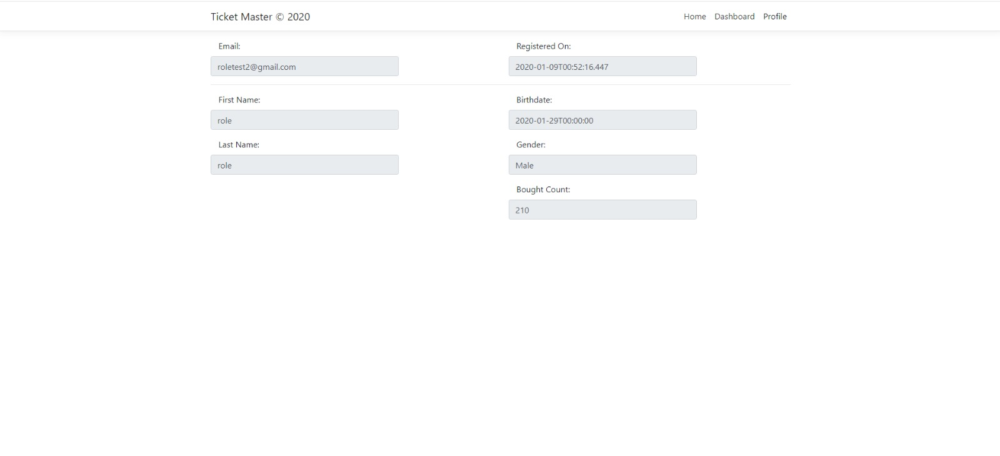 Ticket Master © 2020
Home Dashboard Profile
Email:
roletest2@gmail.com
Registered On:
2020-01-09T00:52:16.447
First Name:
role
Last Name:
role
Birthdate:
2020-01-29T00:00:00
Gender:
Male
Bought Count:
210